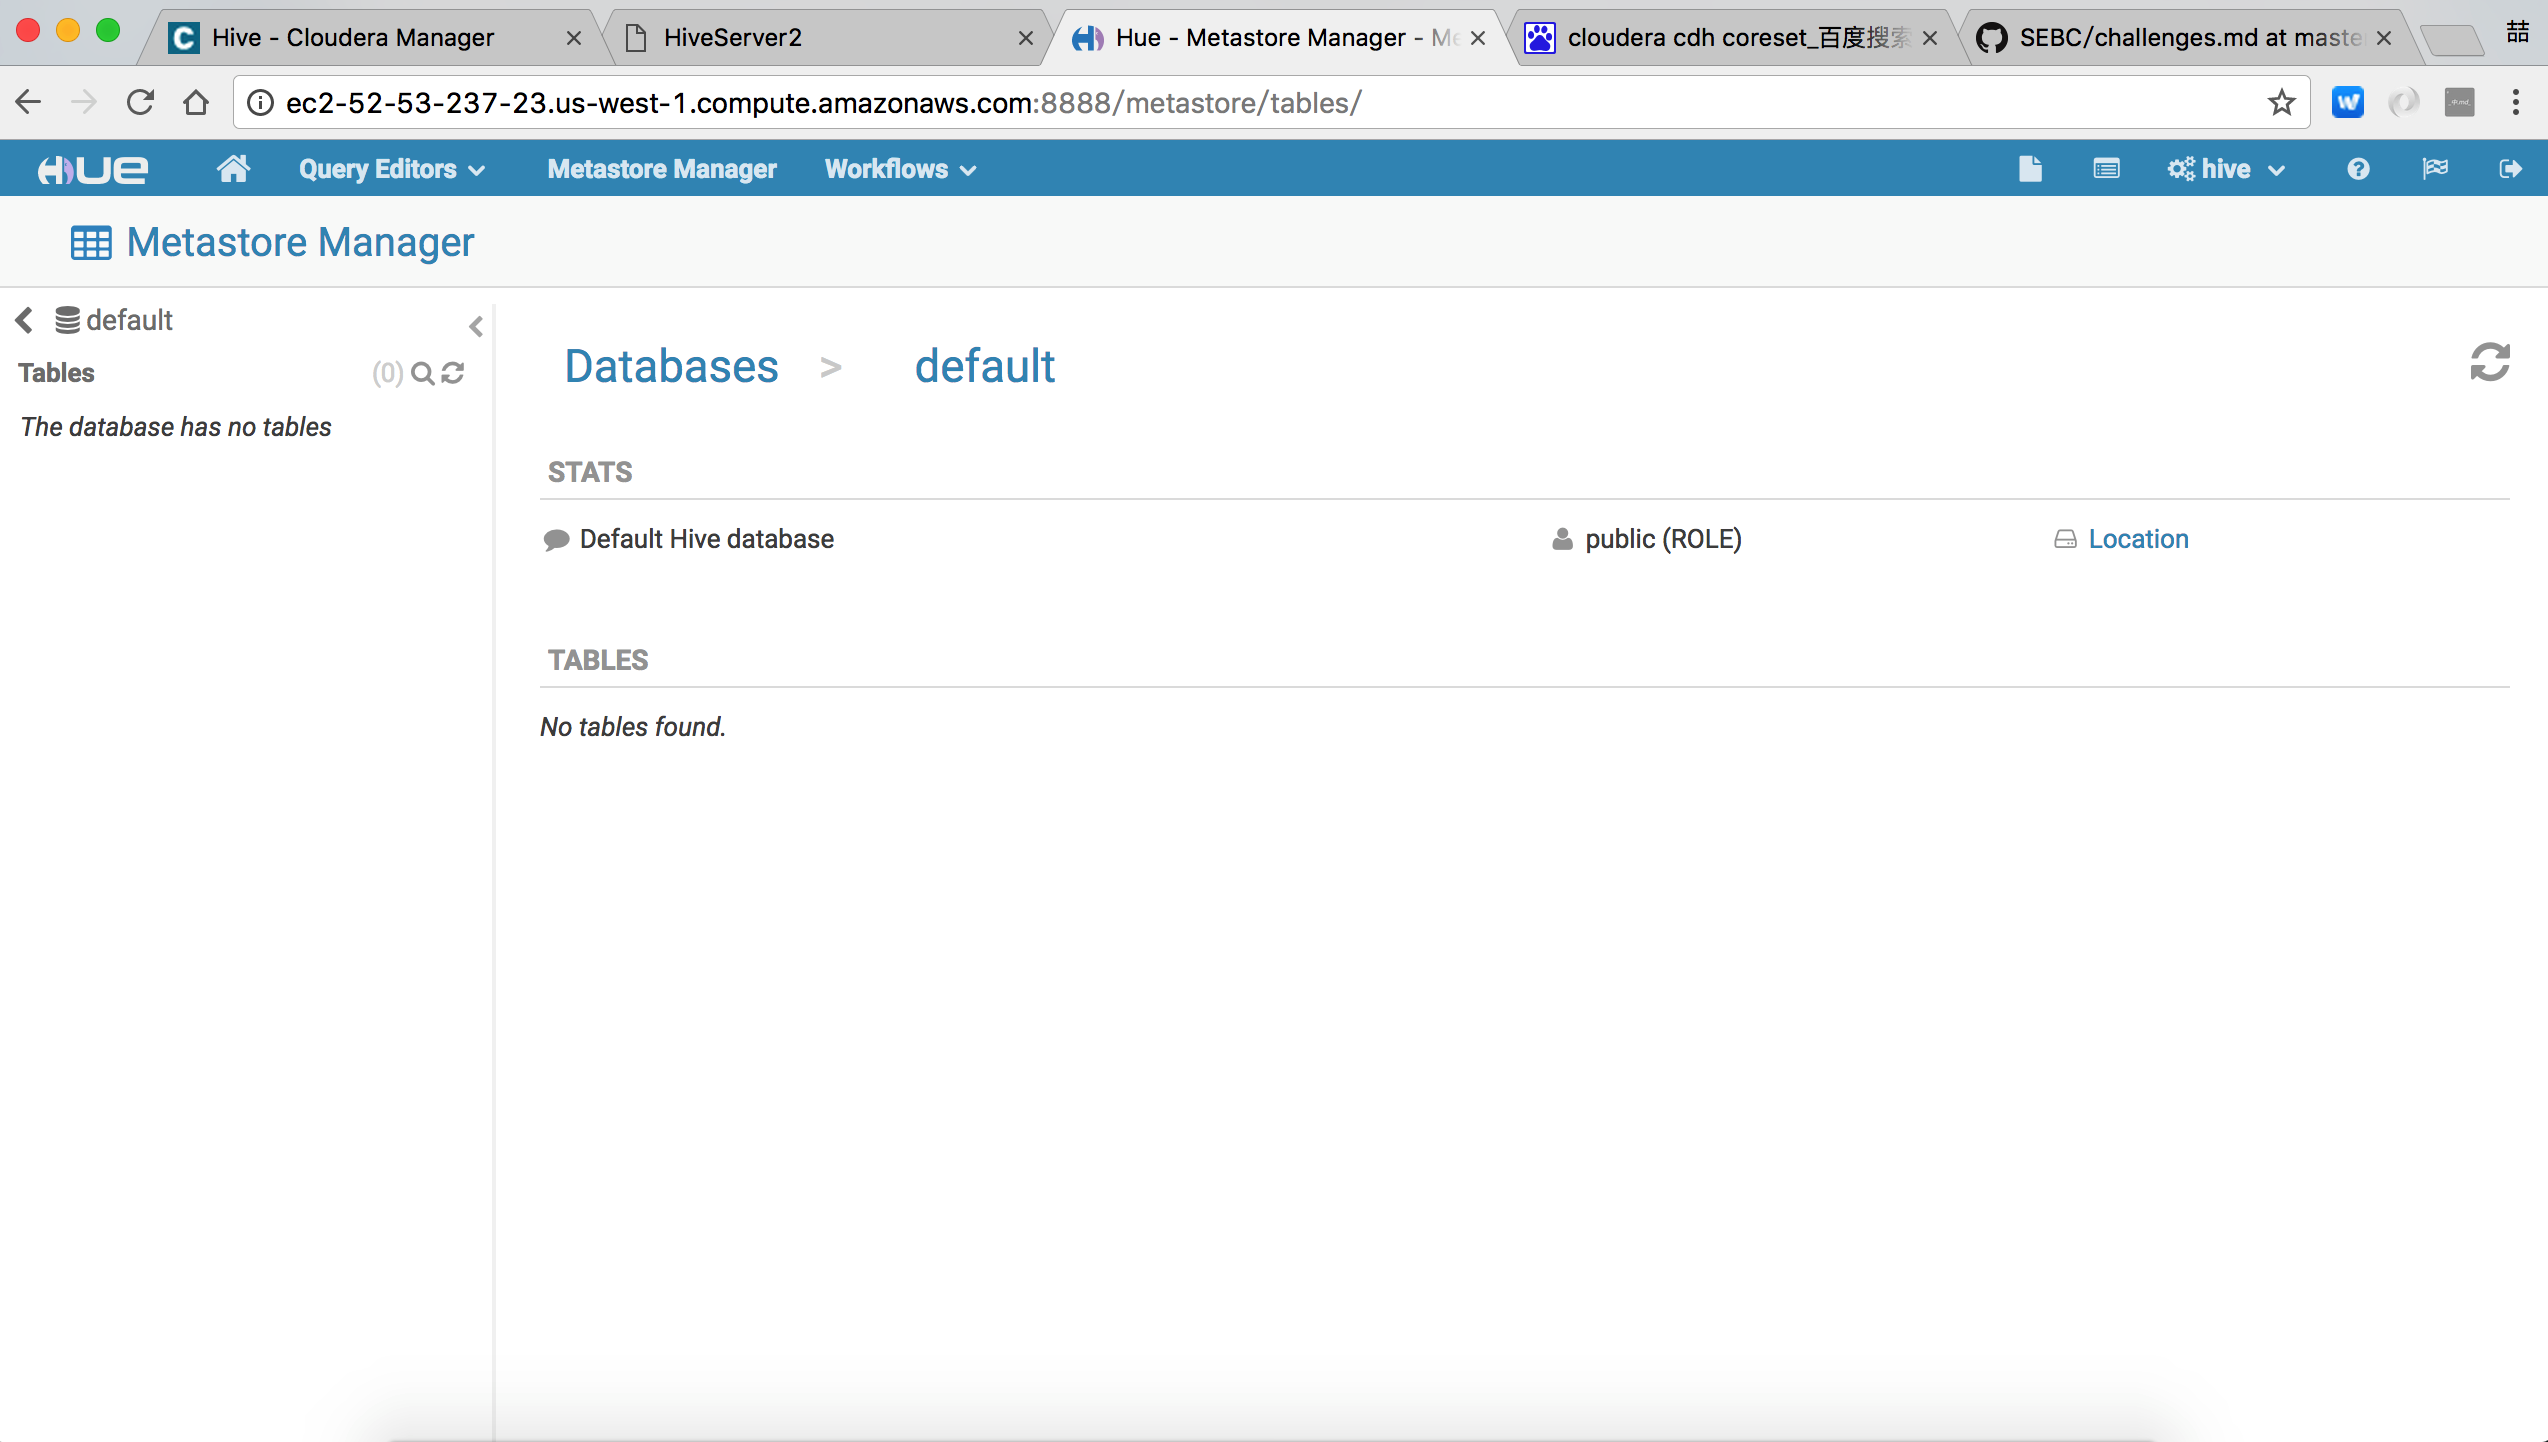 Hive - Cloudera Manager
HiveServer2
Hue - Metastore Manager - Me
cloudera cdh coreset_百度搜索
SEBC/challenges.md at maste
喆
ec2-52-53-237-23.us-west-1.compute.amazonaws.com:8888/metastore/tables/
HUE
Query Editors
Metastore Manager
Workflows
hive
Metastore Manager
default
Tables
(0)
The database has no tables
Databases > default
STATS
Default Hive database
public (ROLE)
Location
TABLES
No tables found.